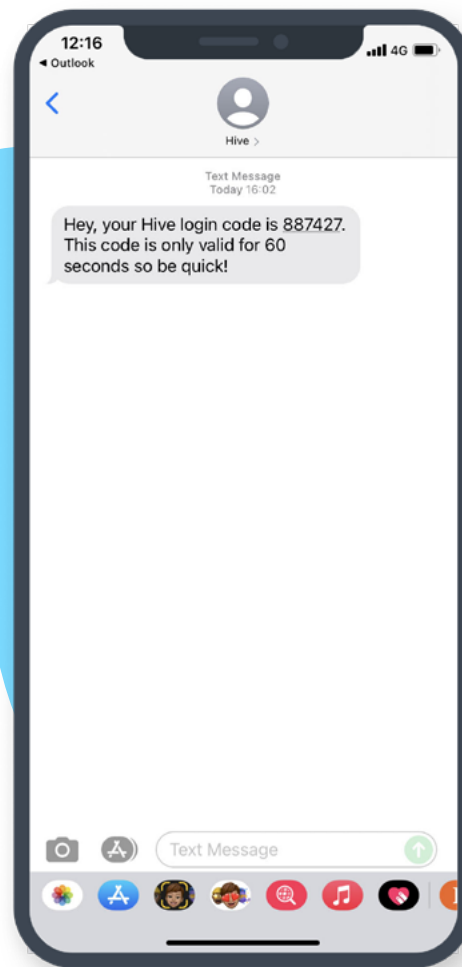 12:16
◀ Outlook
4G
Hive >
Text Message
Today 16:02
Hey, your Hive login code is 887427.
This code is only valid for 60
seconds so be quick!
Text Message